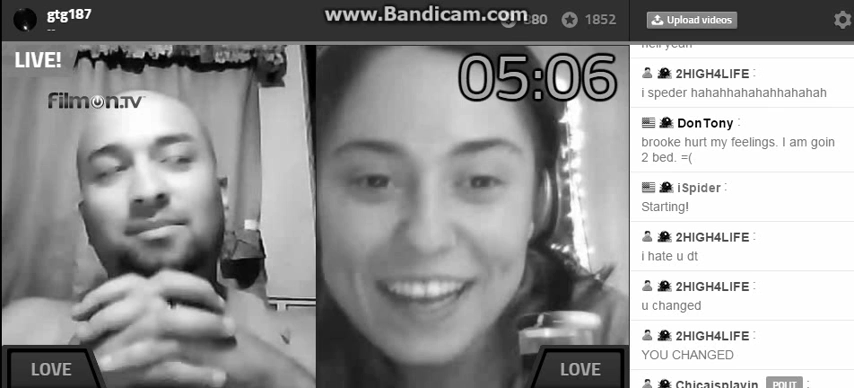 gtg187
--
www.Bandicam.com
980
1852
Upload videos
LIVE!
FilmOn.TV
05:06
LOVE
LOVE
hell yeah
2HIGH4LIFE :
i speder hahahhahahahhahahah
DonTony :
brooke hurt my feelings. I am goin
2 bed. =(
iSpider :
Starting!
2HIGH4LIFE :
i hate u dt
2HIGH4LIFE :
u changed
2HIGH4LIFE :
YOU CHANGED
Chicaisplayin POLIT :